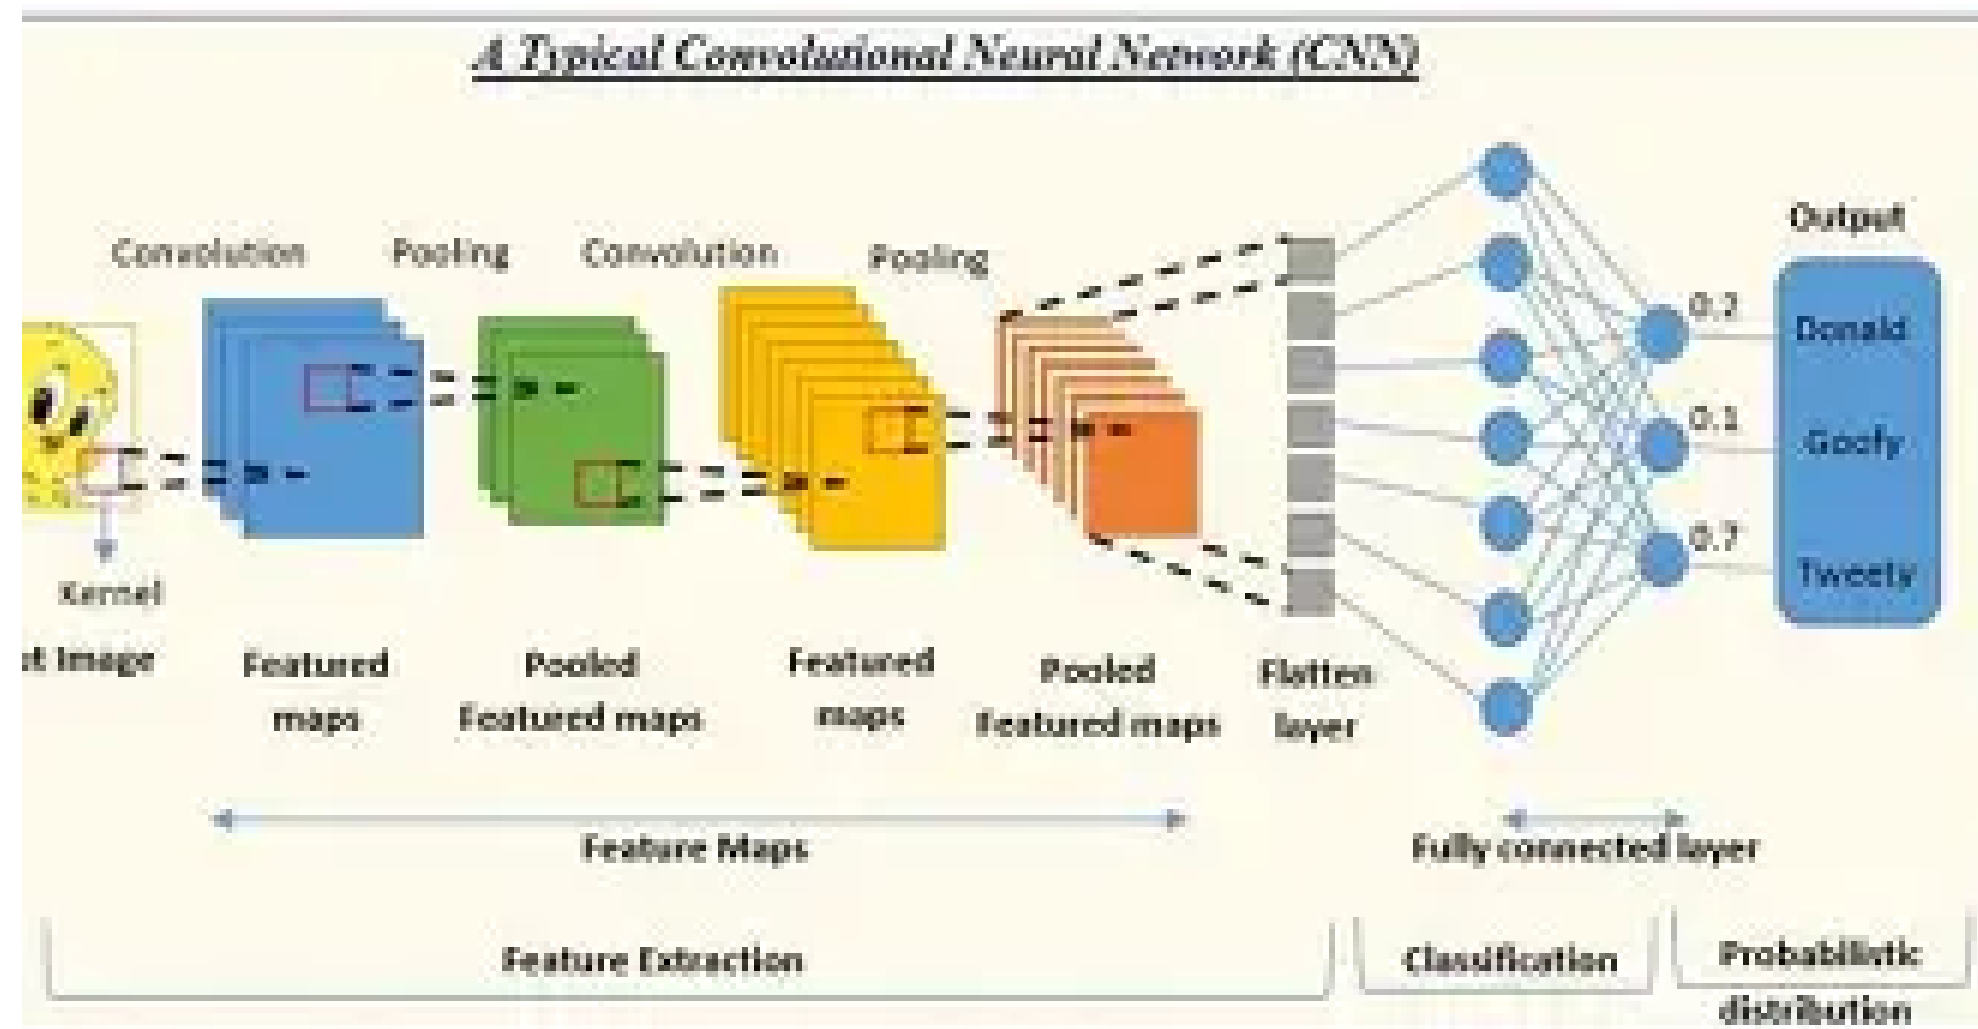 A Typical Convolutional Neural Network (CNN)
Convolution Pooling Convolution Pooling
Output
0.2 Donald
0.1 Goofy
0.7 Tweety
Kernel
ut Image
Featured
maps
Pooled
Featured maps
Featured
maps
Pooled
Featured maps
Flatten
layer
Feature Maps
Fully connected layer
Feature Extraction
Classification
Probabilistic
distribution